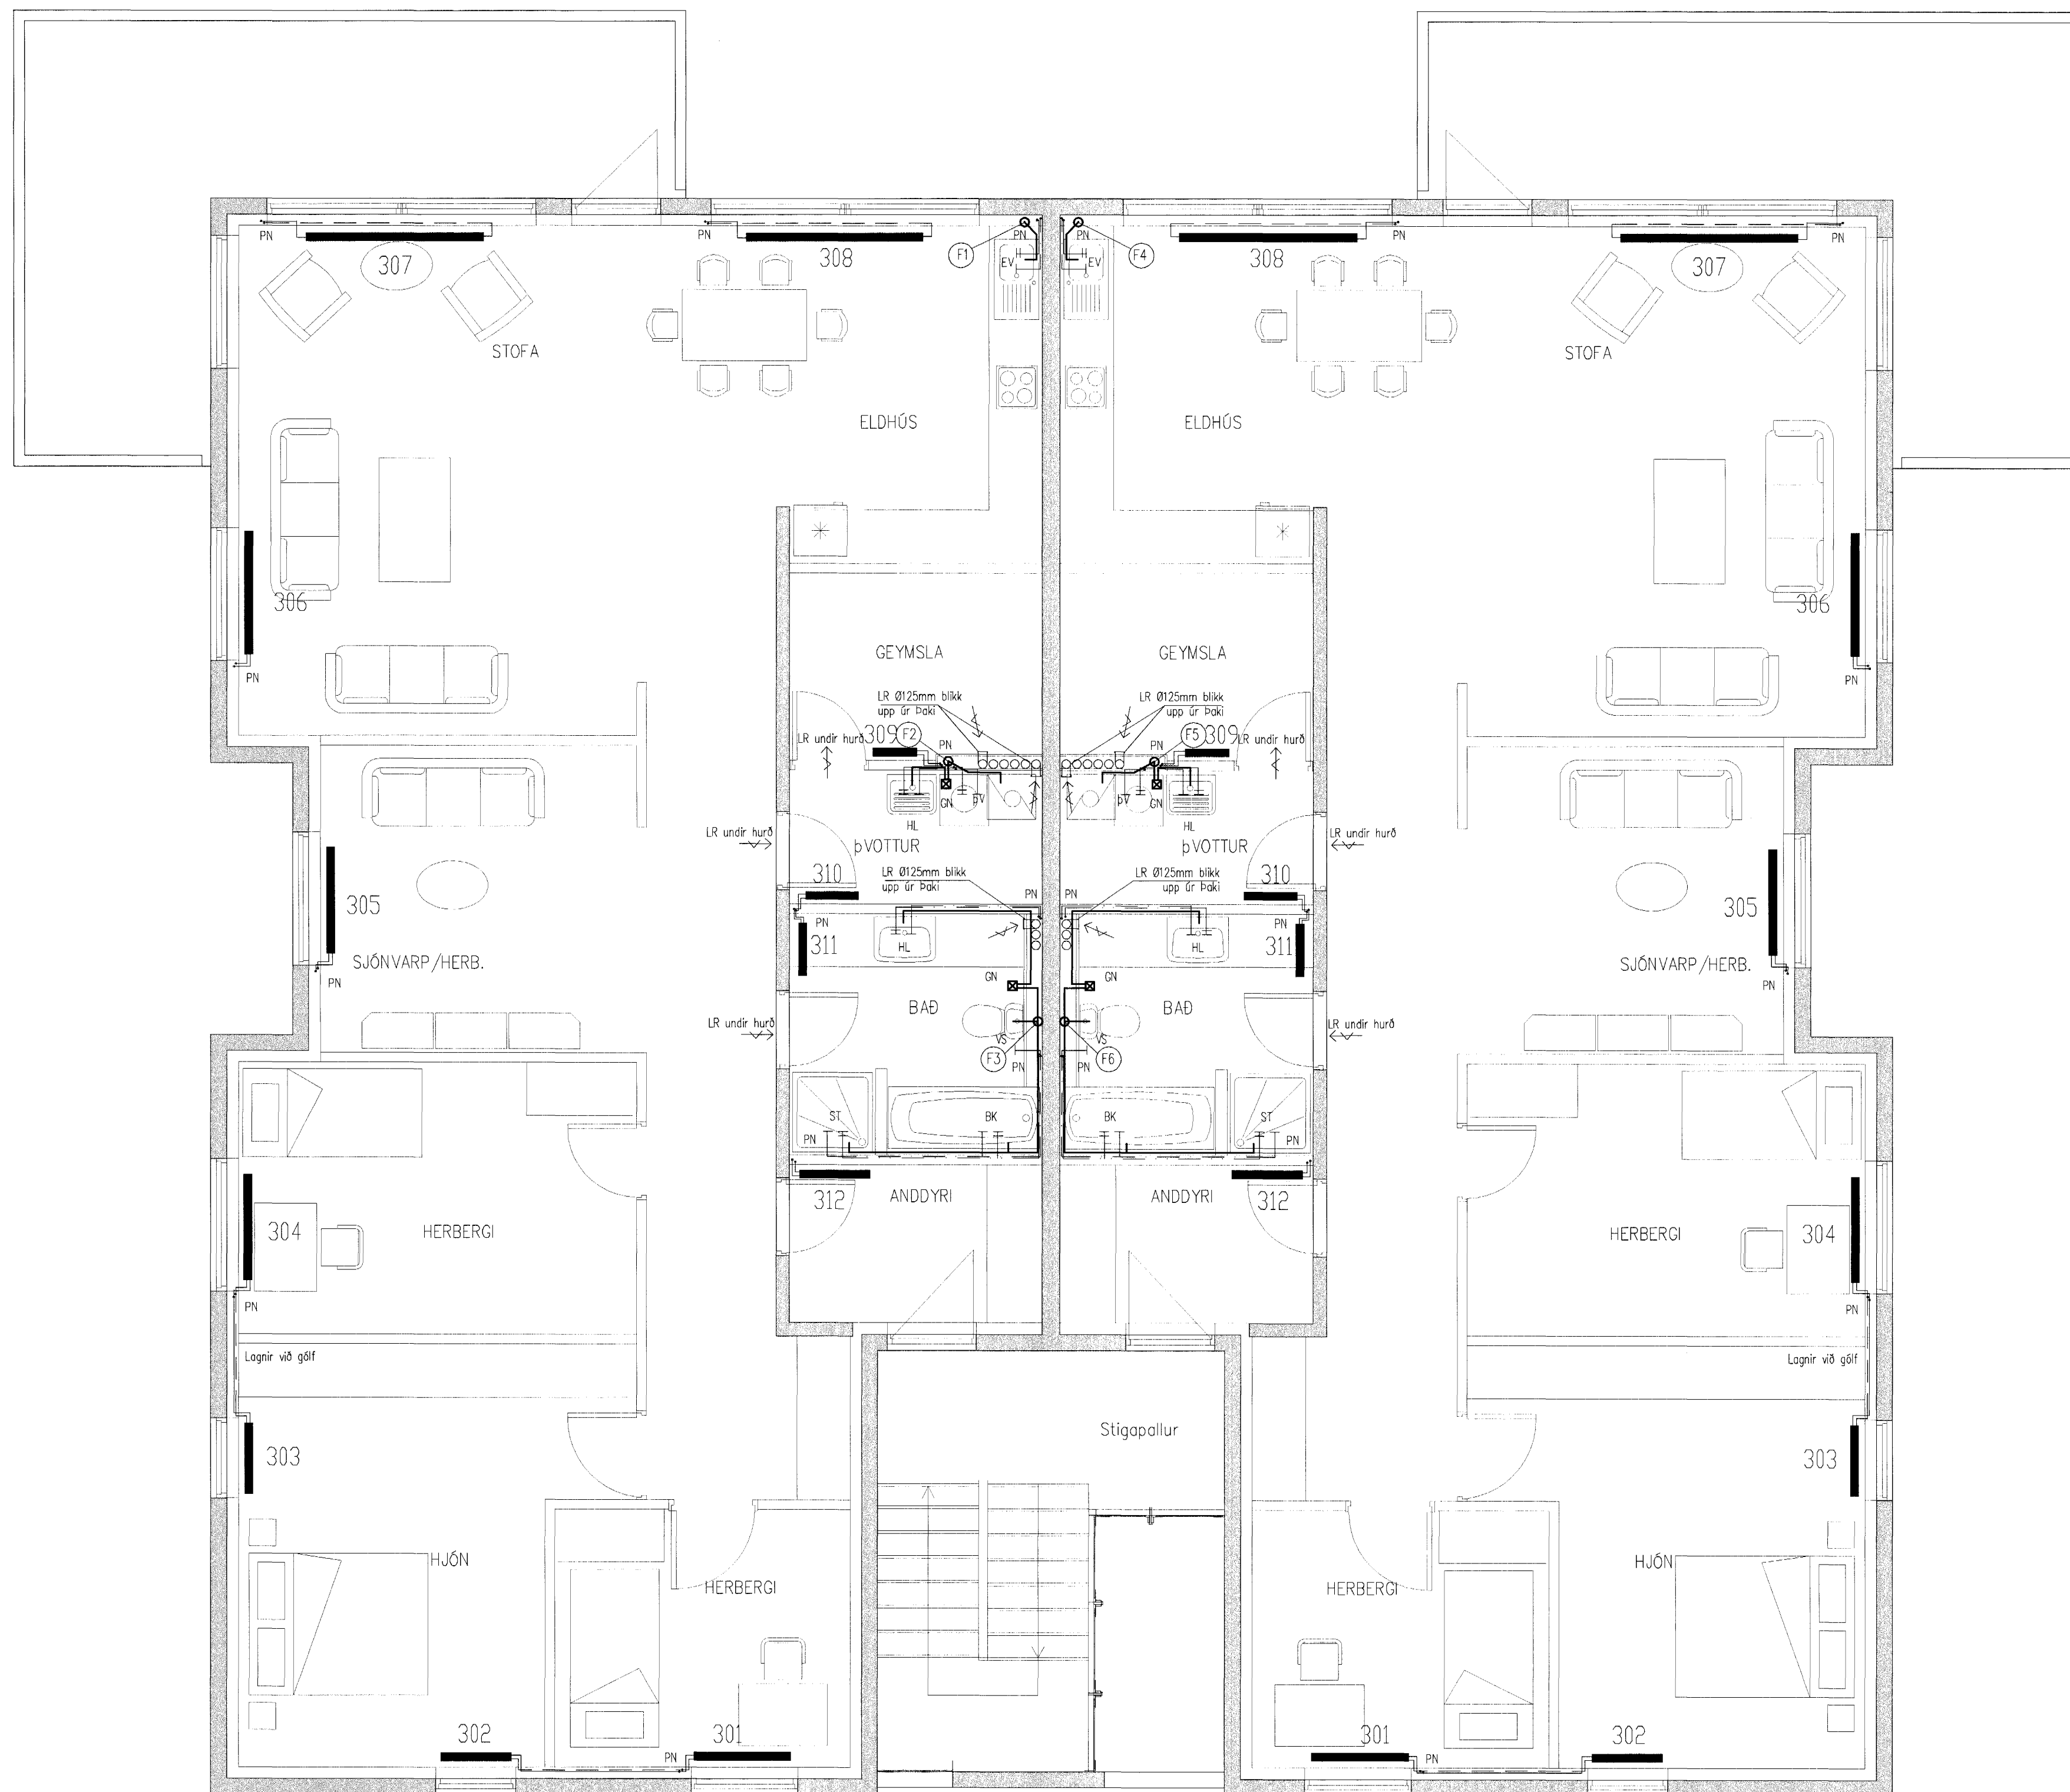 PN PN PN PN PN PN
F1 F4
307 308 EV EV 308 307
STOFA STOFA
ELDHÚS ELDHÚS
306 306
PN PN
GEYMSLA GEYMSLA
LR Ø125mm blikk
upp úr Þaki
LR Ø125mm blikk
upp úr Þaki
LR undir hurð 309 F2 PN PN F5 309 LR undir hurð
GN ÞV ÞV GN
HL HL
LR undir hurð LR undir hurð
ÞVOTTUR ÞVOTTUR
310 310
LR Ø125mm blikk
upp úr Þaki
LR Ø125mm blikk
upp úr Þaki
PN PN
305 305
PN PN
311 HL HL 311
SJÓNVARP/HERB. SJÓNVARP/HERB.
PN GN GN PN
BAÐ BAÐ
LR undir hurð LR undir hurð
VS VS
F3 F6
PN PN
ST BK BK ST
PN PN
312 ANDDYRI ANDDYRI 312
304 HERBERGI HERBERGI 304
PN PN
Lagnir við gólf Lagnir við gólf
Stigapallur
303 303
HJÓN HJÓN
HERBERGI HERBERGI
302 301 301 302
PN PN